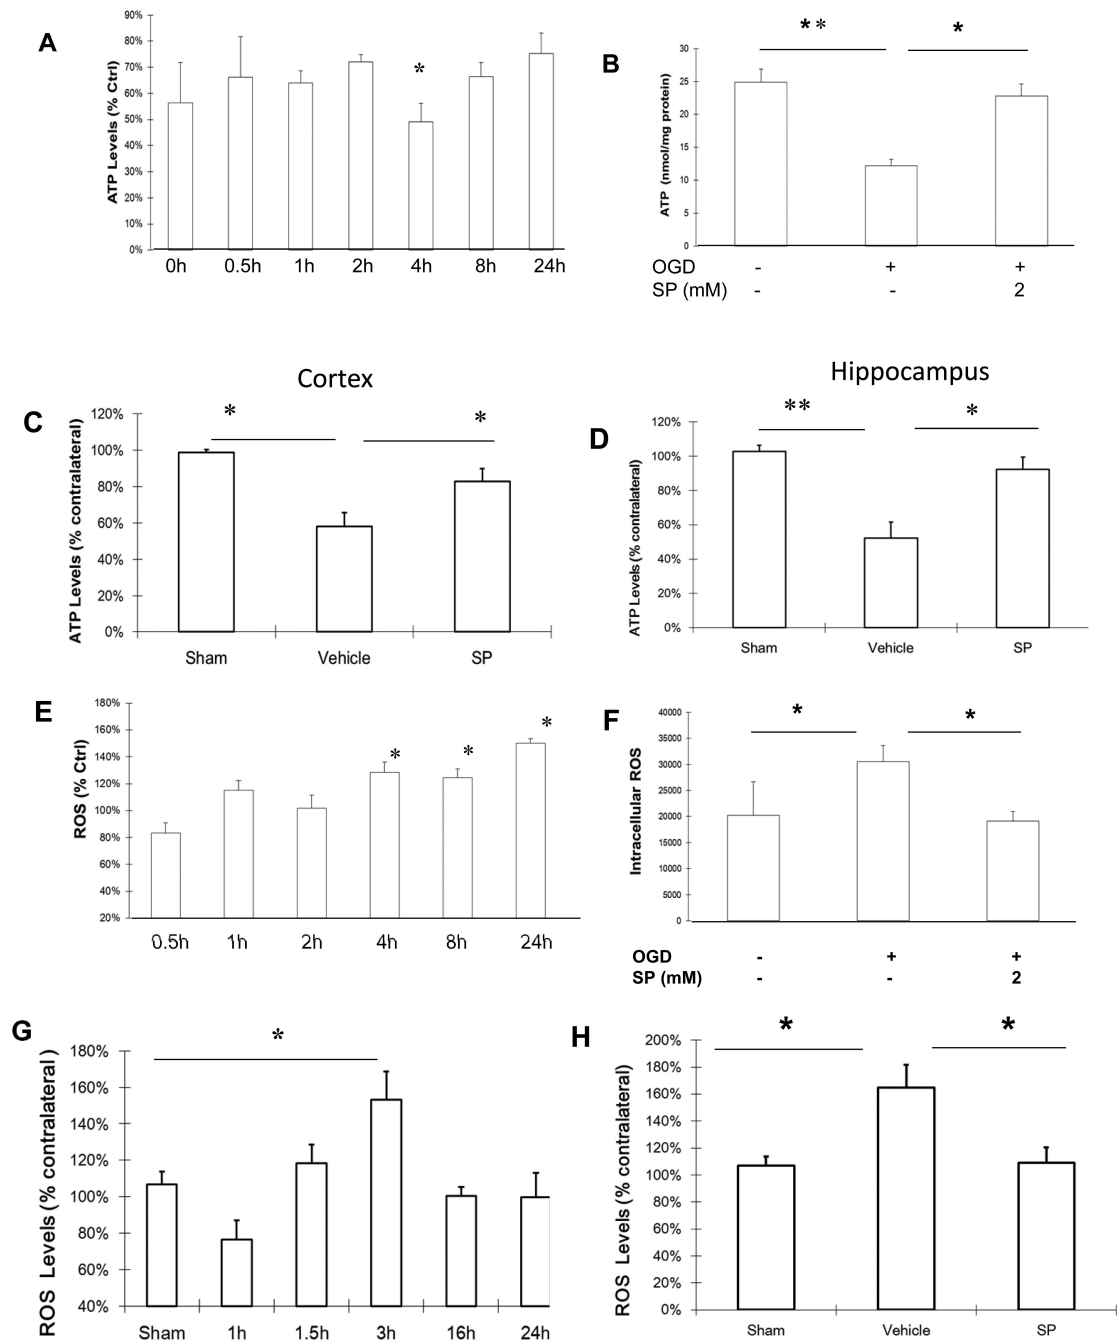 A
ATP Levels (% Ctrl)
90%
80%
70%
60%
50%
40%
30%
20%
10%
0%
*
0h 0.5h 1h 2h 4h 8h 24h
B
ATP (nmol/mg protein)
30
25
20
15
10
5
0
** *
OGD - + +
SP (mM) - - 2
Cortex
C
ATP Levels (% contralateral)
120%
100%
80%
60%
40%
20%
0%
* *
Sham Vehicle SP
Hippocampus
D
ATP Levels (% contralateral)
120%
100%
80%
60%
40%
20%
0%
** *
Sham Vehicle SP
E
ROS (% Ctrl)
180%
160%
140%
120%
100%
80%
60%
40%
20%
* * *
0.5h 1h 2h 4h 8h 24h
F
Intracellular ROS
40000
35000
30000
25000
20000
15000
10000
5000
0
* *
OGD - + +
SP (mM) - - 2
G
ROS Levels (% contralateral )
180%
160%
140%
120%
100%
80%
60%
40%
*
Sham 1h 1.5h 3h 16h 24h
H
ROS Levels (% contralateral)
200%
180%
160%
140%
120%
100%
80%
60%
40%
20%
0%
* *
Sham Vehicle SP